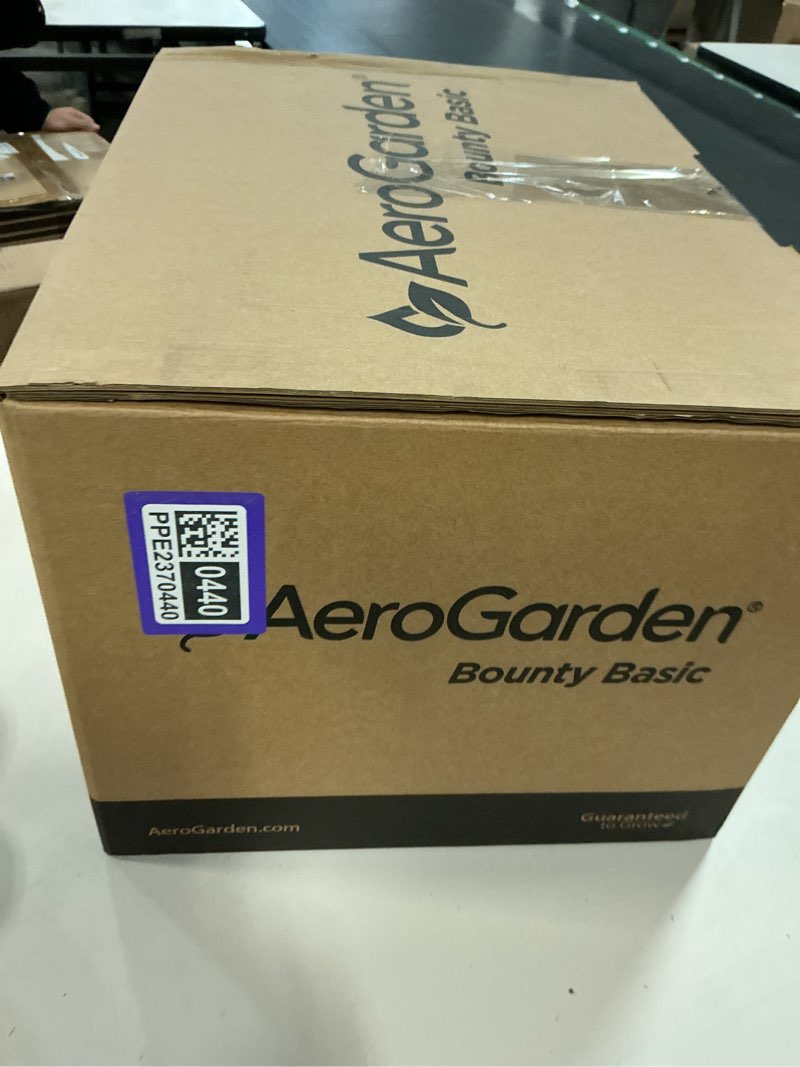 AeroGarden®
Bounty Basic
PPE2370440
0440
AeroGarden®
Bounty Basic
AeroGarden.com
Guaranteed
to Grow